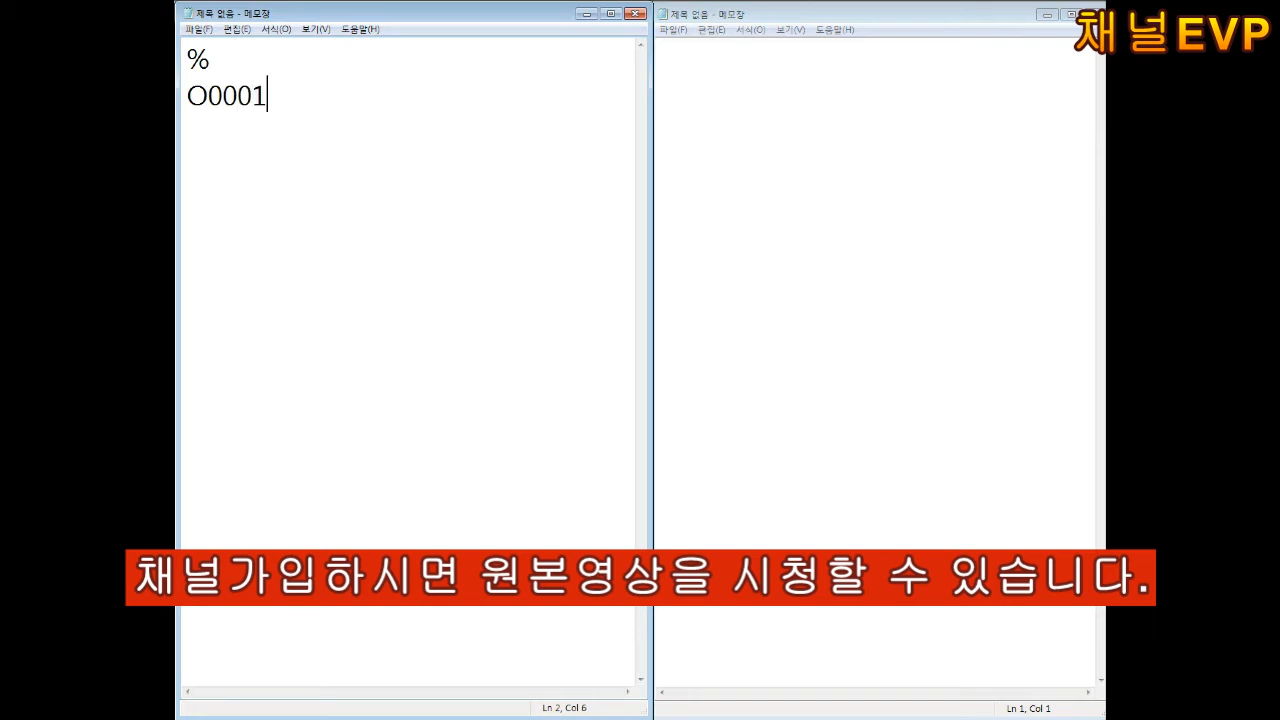 제목 없음 - 메모장
파일(F) 편집(E) 서식(O) 보기(V) 도움말(H)
%
O0001
Ln 2, Col 6
제목 없음 - 메모장
파일(F) 편집(E) 서식(O) 보기(V) 도움말(H)
Ln 1, Col 1
채널EVP
채널가입하시면 원본영상을 시청할 수 있습니다.